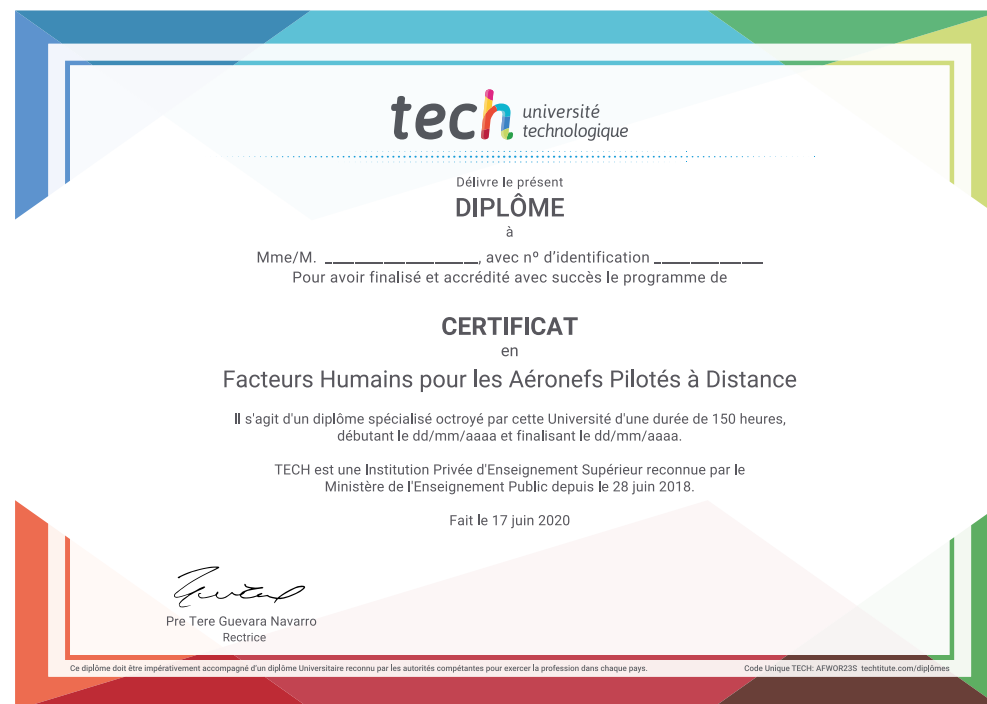 tech université
technologique
Délivre le présent
DIPLÔME
à
Mme/M. ___________________, avec nº d'identification ______________
Pour avoir finalisé et accrédité avec succès le programme de
CERTIFICAT
en
Facteurs Humains pour les Aéronefs Pilotés à Distance
Il s'agit d'un diplôme spécialisé octroyé par cette Université d'une durée de 150 heures,
débutant le dd/mm/aaaa et finalisant le dd/mm/aaaa.
TECH est une Institution Privée d'Enseignement Supérieur reconnue par le
Ministère de l'Enseignement Public depuis le 28 juin 2018.
Fait le 17 juin 2020
Pre Tere Guevara Navarro
Rectrice
Ce diplôme doit être impérativement accompagné d'un diplôme Universitaire reconnu par les autorités compétantes pour exercer la profession dans chaque pays. Code Unique TECH: AFWOR23S techtitute.com/diplômes